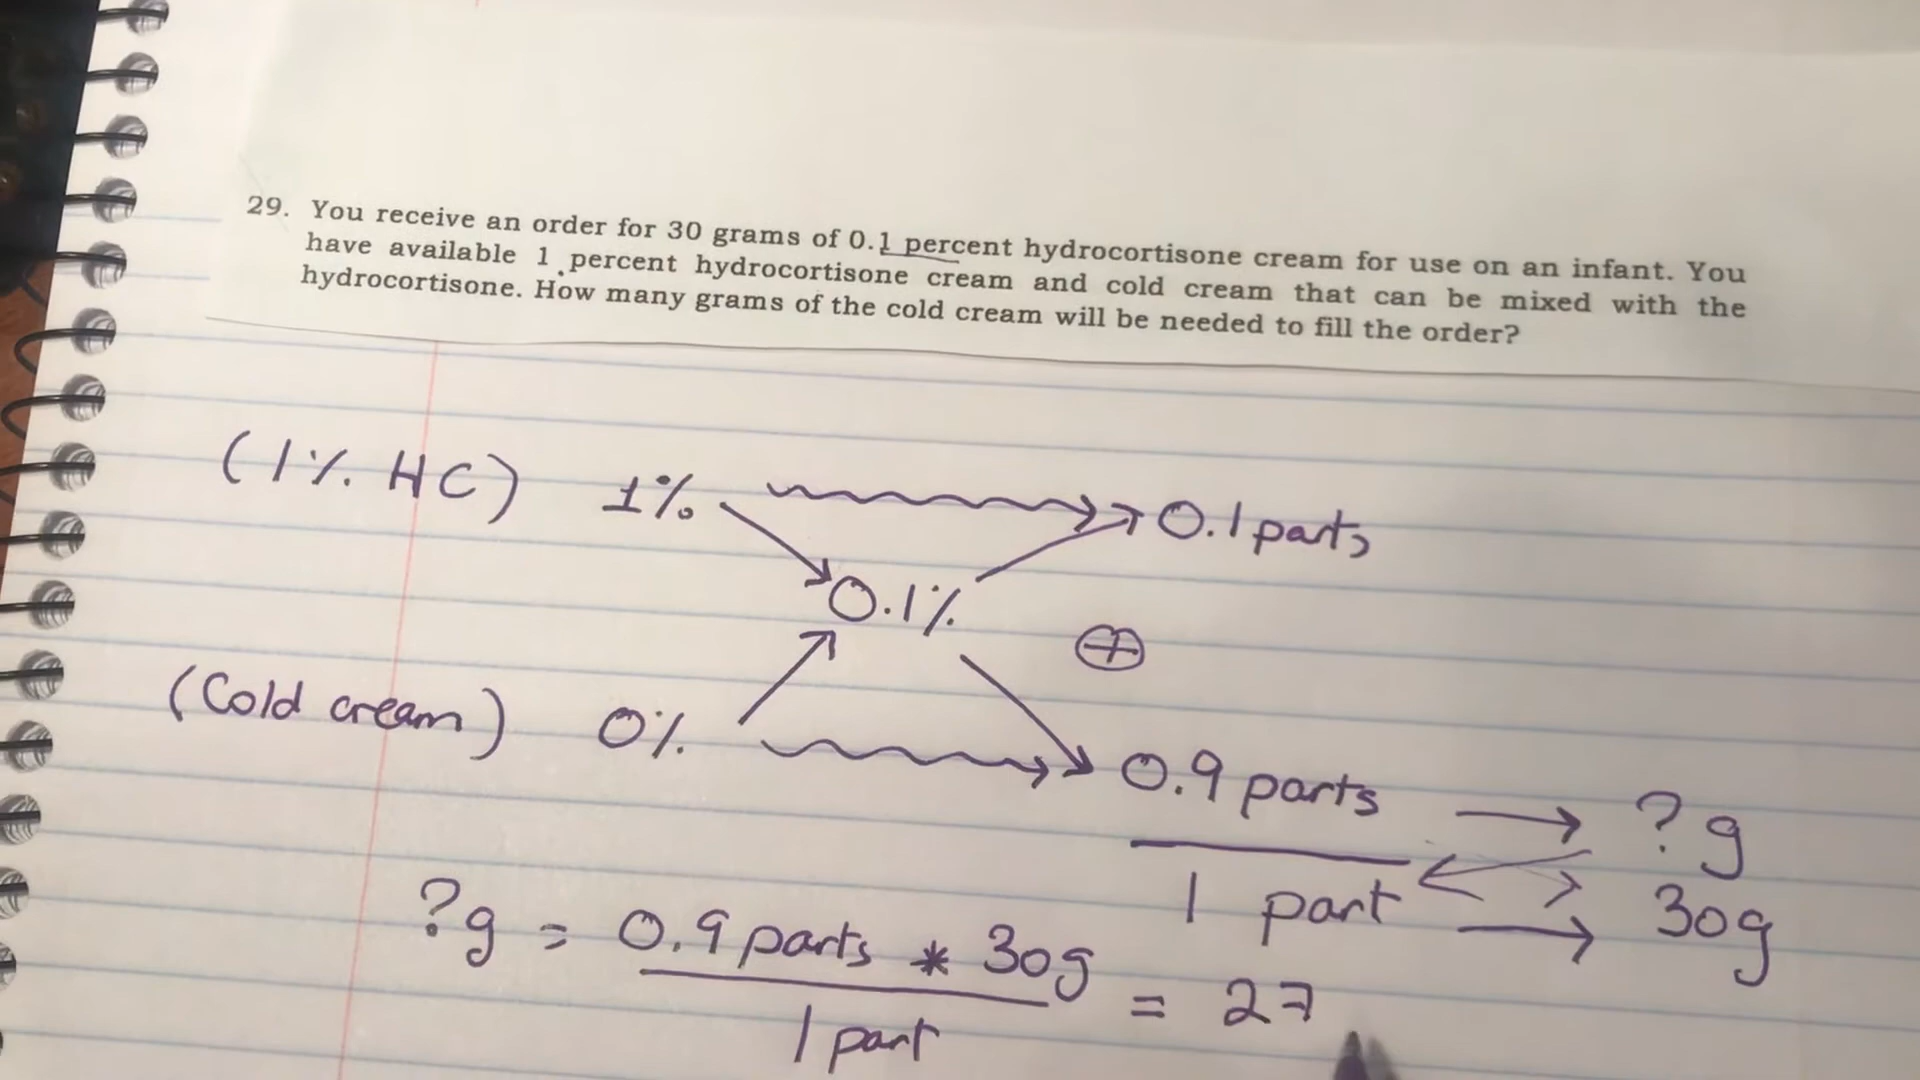 29. You receive an order for 30 grams of 0.1 percent hydrocortisone cream for use on an infant. You
have available 1 percent hydrocortisone cream and cold cream that can be mixed with the
hydrocortisone. How many grams of the cold cream will be needed to fill the order?
(1% HC) 1% 0.1 parts
0.1%
+
(Cold cream) 0% 0.9 parts ? g
1 part 30g
?g = 0.9 parts * 30g = 27
1 part